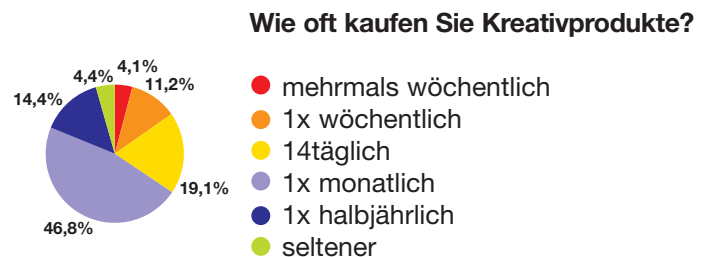 Wie oft kaufen Sie Kreativprodukte?
4,4%
4,1%
11,2%
14,4%
19,1%
46,8%
mehrmals wöchentlich
1x wöchentlich
14täglich
1x monatlich
1x halbjährlich
seltener